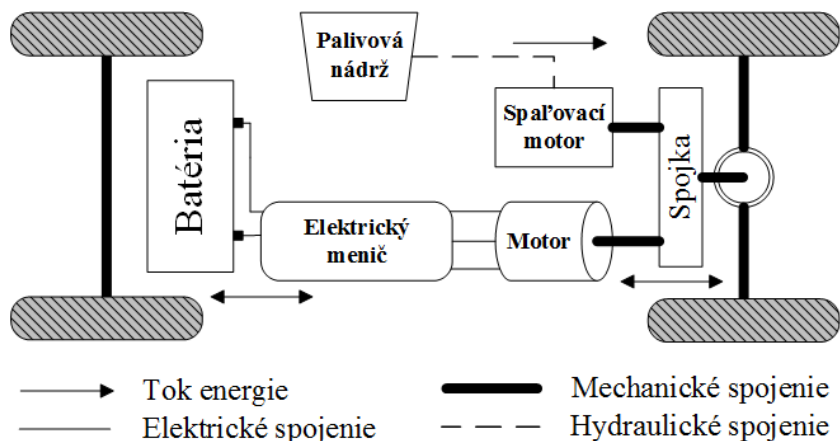 Palivová
nádrž
Spaľovací
motor
Batéria
Spojka
Elektrický
menič
Motor
Tok energie
Mechanické spojenie
Elektrické spojenie
Hydraulické spojenie